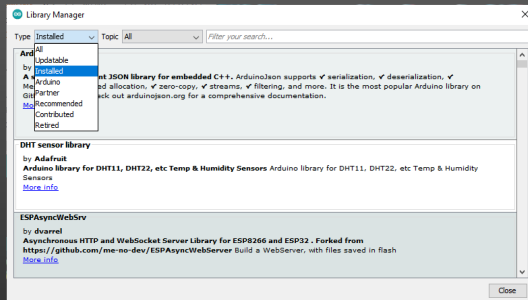 Library Manager
Type Installed Topic All Filter your search...
All
Updatable
Installed
Arduino
Partner
Recommended
Contributed
Retired
Ard
by
A s nt JSON library for embedded C++. ArduinoJson supports ✔ serialization, ✔ deserialization, ✔
Me ed allocation, ✔ zero-copy, ✔ streams, ✔ filtering, and more. It is the most popular Arduino library on
Git ck out arduinojson.org for a comprehensive documentation.
Mo
DHT sensor library
by Adafruit
Arduino library for DHT11, DHT22, etc Temp & Humidity Sensors Arduino library for DHT11, DHT22, etc Temp & Humidity
Sensors
More info
ESPAsyncWebSrv
by dvarrel
Asynchronous HTTP and WebSocket Server Library for ESP8266 and ESP32 . Forked from
https://github.com/me-no-dev/ESPAsyncWebServer Build a WebServer, with files saved in flash
More info
Close